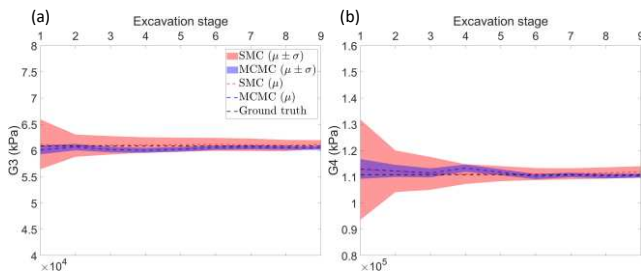 (a)
Excavation stage
1 2 3 4 5 6 7 8 9
8
7.5
7
6.5
6
5.5
5
4.5
4
G3 (kPa)
×10⁴
SMC (μ ± σ)
MCMC (μ ± σ)
SMC (μ)
MCMC (μ)
Ground truth
(b)
Excavation stage
1 2 3 4 5 6 7 8 9
1.6
1.5
1.4
1.3
1.2
1.1
1
0.9
0.8
G4 (kPa)
×10⁵